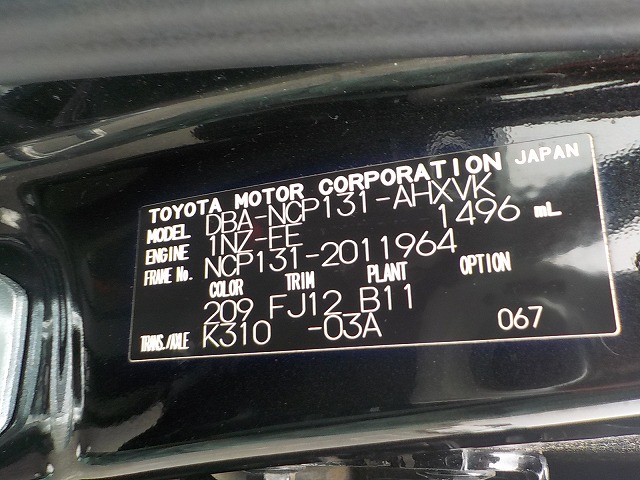 TOYOTA MOTOR CORPORATION JAPAN
MODEL DBA-NCP131-AHXVK
ENGINE 1NZ-FE 1496 mL
FRAME No. NCP131-2011964
COLOR TRIM PLANT OPTION
209 FJ12 B11
TRANS./AXLE K310 -03A 067